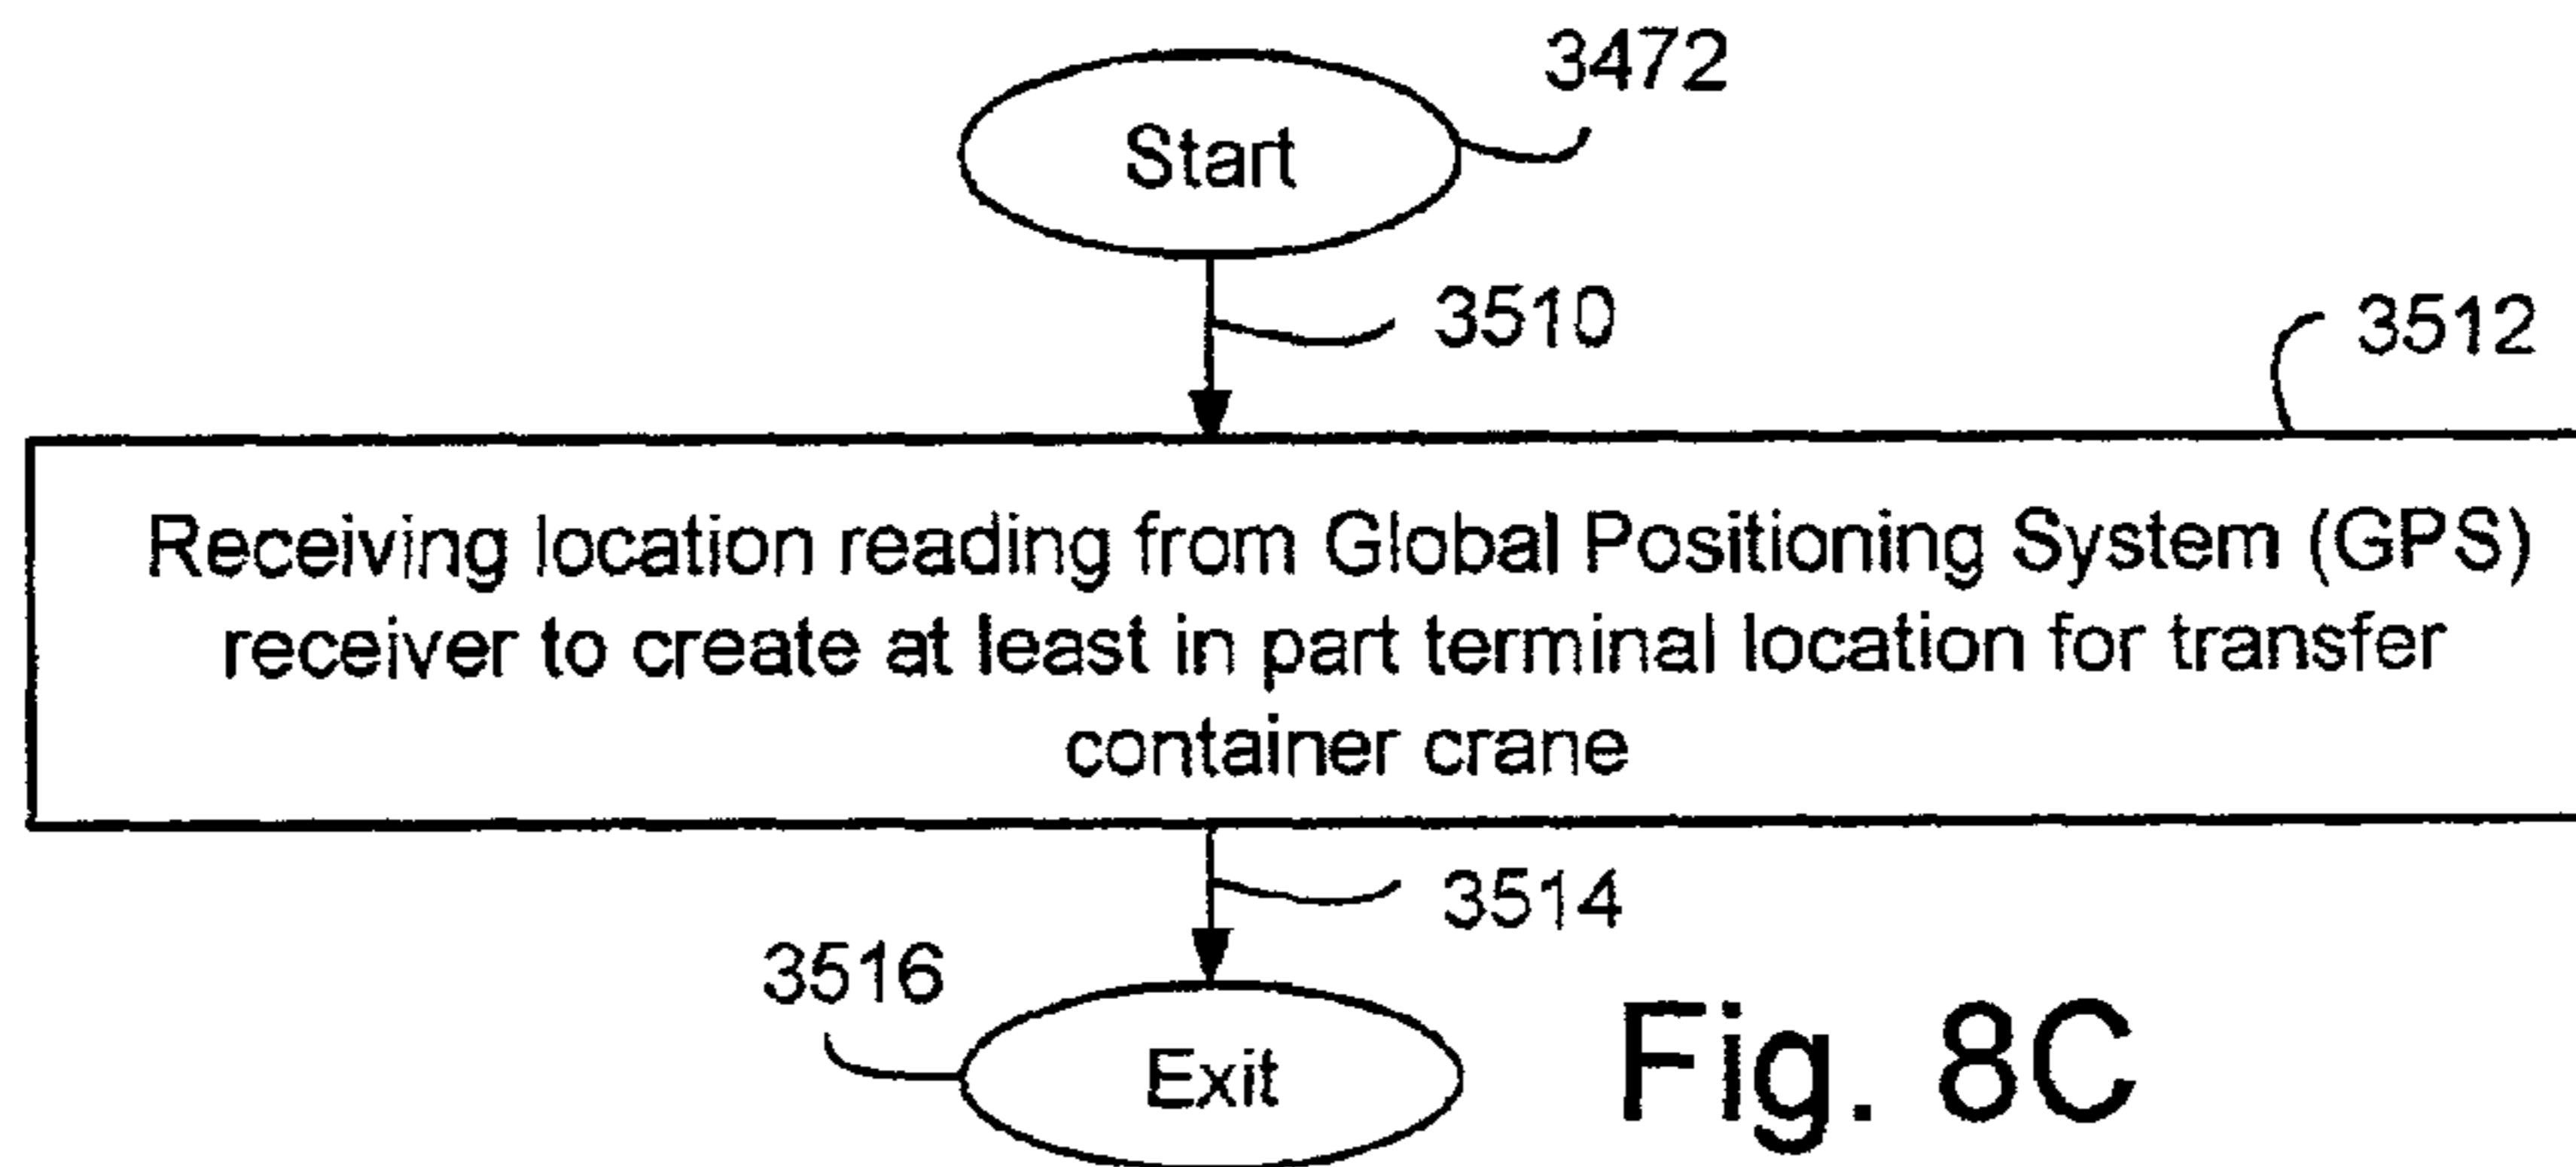 Start
3472
3510
3512
Receiving location reading from Global Positioning System (GPS)
receiver to create at least in part terminal location for transfer
container crane
3514
3516
Exit
Fig. 8C